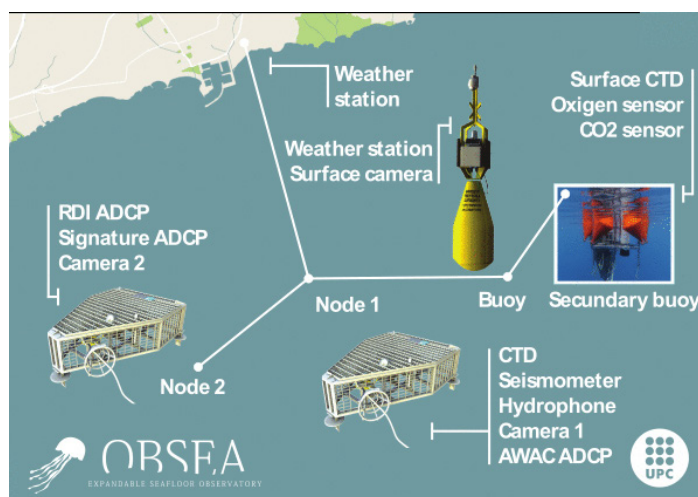 Weather
station
Weather station
Surface camera
Surface CTD
Oxigen sensor
CO2 sensor
RDI ADCP
Signature ADCP
Camera 2
Node 1
Buoy
Secundary buoy
Node 2
CTD
Seismometer
Hydrophone
Camera 1
AWAC ADCP
OBSEA
EXPANDABLE SEAFLOOR OBSERVATORY
UPC